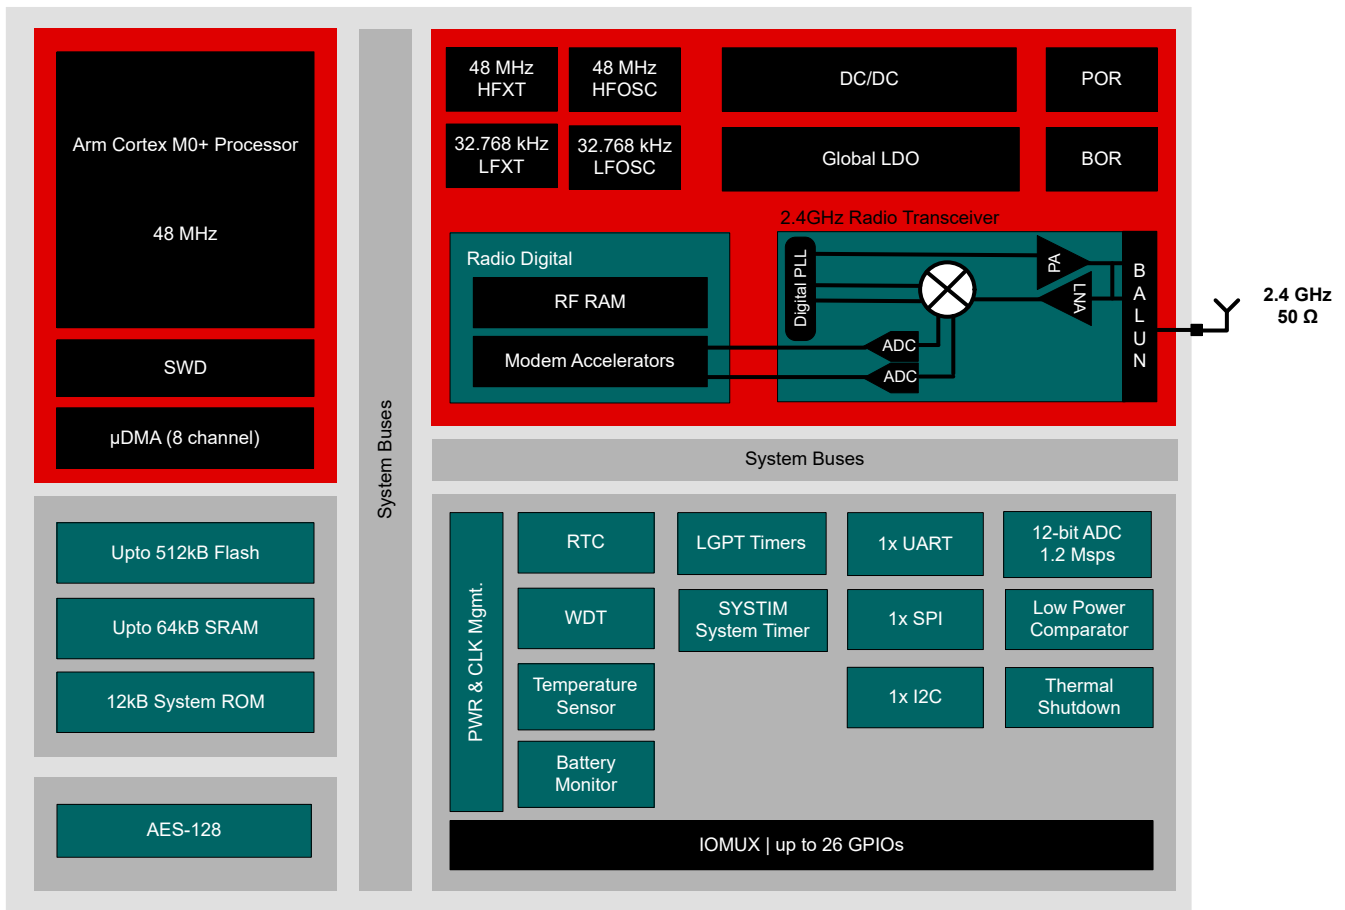 Arm Cortex M0+ Processor
48 MHz
SWD
µDMA (8 channel)
Upto 512kB Flash
Upto 64kB SRAM
12kB System ROM
AES-128
System Buses
48 MHz
HFXT
48 MHz
HFOSC
DC/DC
POR
32.768 kHz
LFXT
32.768 kHz
LFOSC
Global LDO
BOR
Radio Digital
RF RAM
Modem Accelerators
2.4GHz Radio Transceiver
Digital PLL
PA
LNA
ADC
ADC
BALUN
2.4 GHz
50 Ω
System Buses
PWR & CLK Mgmt.
RTC
LGPT Timers
1x UART
12-bit ADC
1.2 Msps
WDT
SYSTIM
System Timer
1x SPI
Low Power
Comparator
Temperature
Sensor
1x I2C
Thermal
Shutdown
Battery
Monitor
IOMUX | up to 26 GPIOs